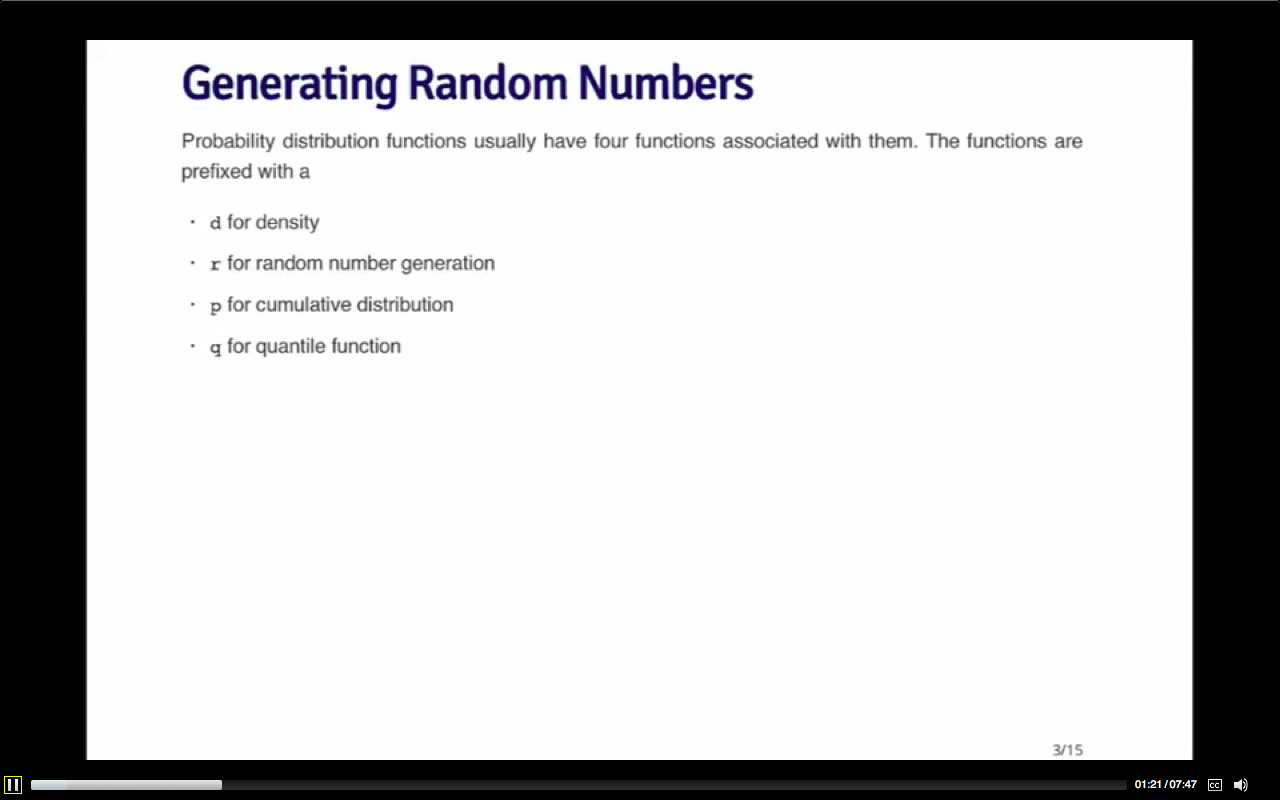 Generating Random Numbers
Probability distribution functions usually have four functions associated with them. The functions are
prefixed with a
· d for density
· r for random number generation
· p for cumulative distribution
· q for quantile function
3/15
01:21/07:47
CC